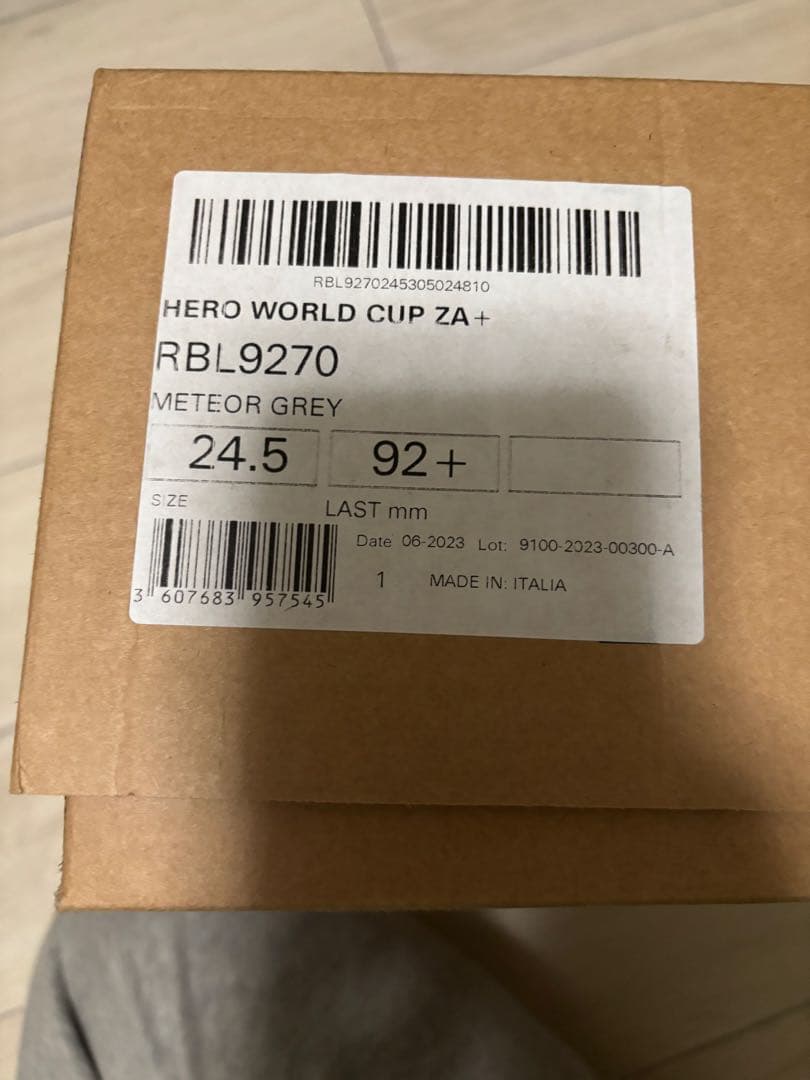 RBL9270245305024810
HERO WORLD CUP ZA+
RBL9270
METEOR GREY
24.5 92+
SIZE LAST mm
Date 06-2023 Lot: 9100-2023-00300-A
1 MADE IN: ITALIA
3 607683 957545